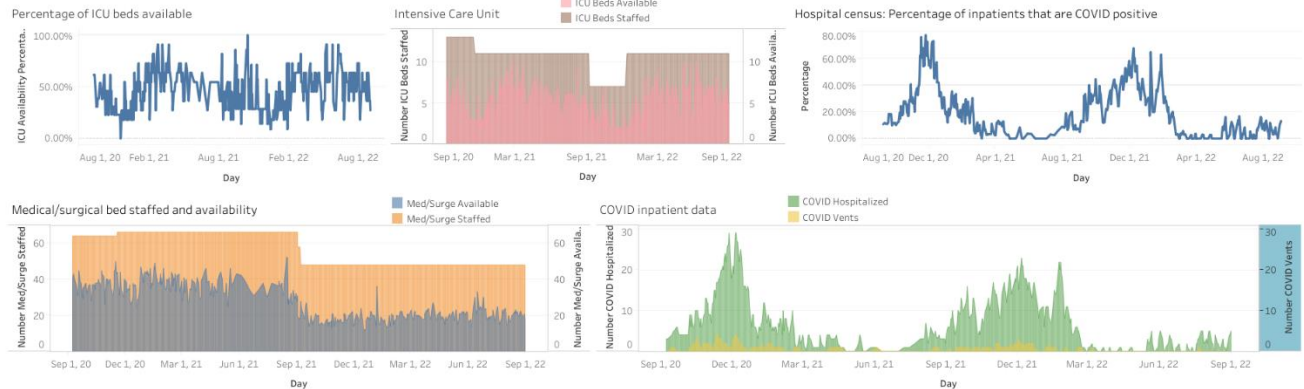 Percentage of ICU beds available
ICU Availability Percenta..
100.00%
50.00%
0.00%
Aug 1, 20 Feb 1, 21 Aug 1, 21 Feb 1, 22 Aug 1, 22
Day
Intensive Care Unit
ICU Beds Available
ICU Beds Staffed
Number ICU Beds Staffed
10
5
0
10
5
0
Number ICU Beds Availa..
Sep 1, 20 Mar 1, 21 Sep 1, 21 Mar 1, 22 Sep 1, 22
Day
Hospital census: Percentage of inpatients that are COVID positive
Percentage
80.00%
60.00%
40.00%
20.00%
0.00%
Aug 1, 20 Dec 1, 20 Apr 1, 21 Aug 1, 21 Dec 1, 21 Apr 1, 22 Aug 1, 22
Day
Medical/surgical bed staffed and availability
Med/Surge Available
Med/Surge Staffed
Number Med/Surge Staffed
60
40
20
0
60
40
20
0
Number Med/Surge Availa..
Sep 1, 20 Dec 1, 20 Mar 1, 21 Jun 1, 21 Sep 1, 21 Dec 1, 21 Mar 1, 22 Jun 1, 22 Sep 1, 22
Day
COVID inpatient data
COVID Hospitalized
COVID Vents
Number COVID Hospitalized
30
20
10
0
30
20
10
0
Number COVID Vents
Sep 1, 20 Dec 1, 20 Mar 1, 21 Jun 1, 21 Sep 1, 21 Dec 1, 21 Mar 1, 22 Jun 1, 22 Sep 1, 22
Day